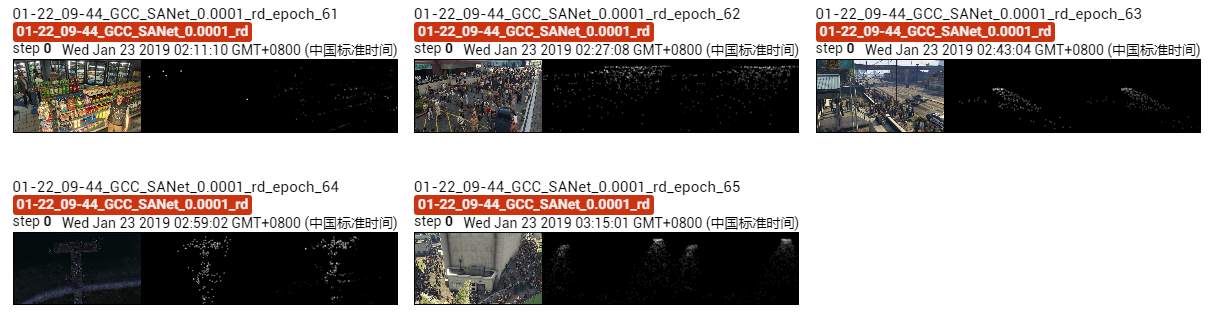 01-22_09-44_GCC_SANet_0.0001_rd_epoch_61
01-22_09-44_GCC_SANet_0.0001_rd
step 0 Wed Jan 23 2019 02:11:10 GMT+0800 (中国标准时间)
01-22_09-44_GCC_SANet_0.0001_rd_epoch_62
01-22_09-44_GCC_SANet_0.0001_rd
step 0 Wed Jan 23 2019 02:27:08 GMT+0800 (中国标准时间)
01-22_09-44_GCC_SANet_0.0001_rd_epoch_63
01-22_09-44_GCC_SANet_0.0001_rd
step 0 Wed Jan 23 2019 02:43:04 GMT+0800 (中国标准时间)
01-22_09-44_GCC_SANet_0.0001_rd_epoch_64
01-22_09-44_GCC_SANet_0.0001_rd
step 0 Wed Jan 23 2019 02:59:02 GMT+0800 (中国标准时间)
01-22_09-44_GCC_SANet_0.0001_rd_epoch_65
01-22_09-44_GCC_SANet_0.0001_rd
step 0 Wed Jan 23 2019 03:15:01 GMT+0800 (中国标准时间)